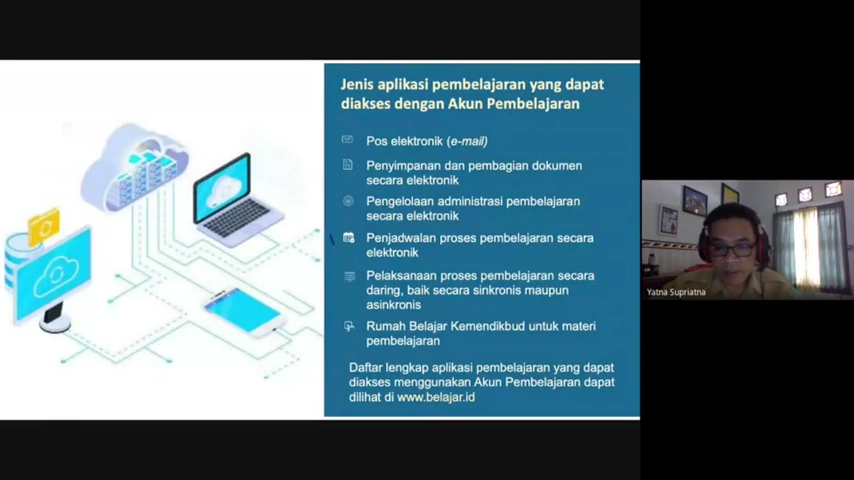 Jenis aplikasi pembelajaran yang dapat
diakses dengan Akun Pembelajaran
Pos elektronik (e-mail)
Penyimpanan dan pembagian dokumen
secara elektronik
Pengelolaan administrasi pembelajaran
secara elektronik
Penjadwalan proses pembelajaran secara
elektronik
Pelaksanaan proses pembelajaran secara
daring, baik secara sinkronis maupun
asinkronis
Rumah Belajar Kemendikbud untuk materi
pembelajaran
Daftar lengkap aplikasi pembelajaran yang dapat
diakses menggunakan Akun Pembelajaran dapat
dilihat di www.belajar.id
Yatna Supriatna